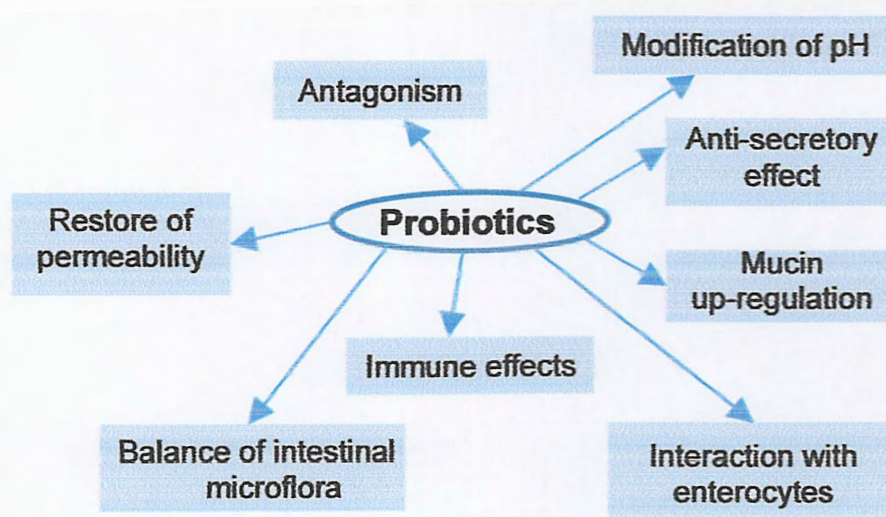 Modification of pH
Antagonism
Anti-secretory
effect
Restore of
permeability
Probiotics
Mucin
up-regulation
Immune effects
Balance of intestinal
microflora
Interaction with
enterocytes